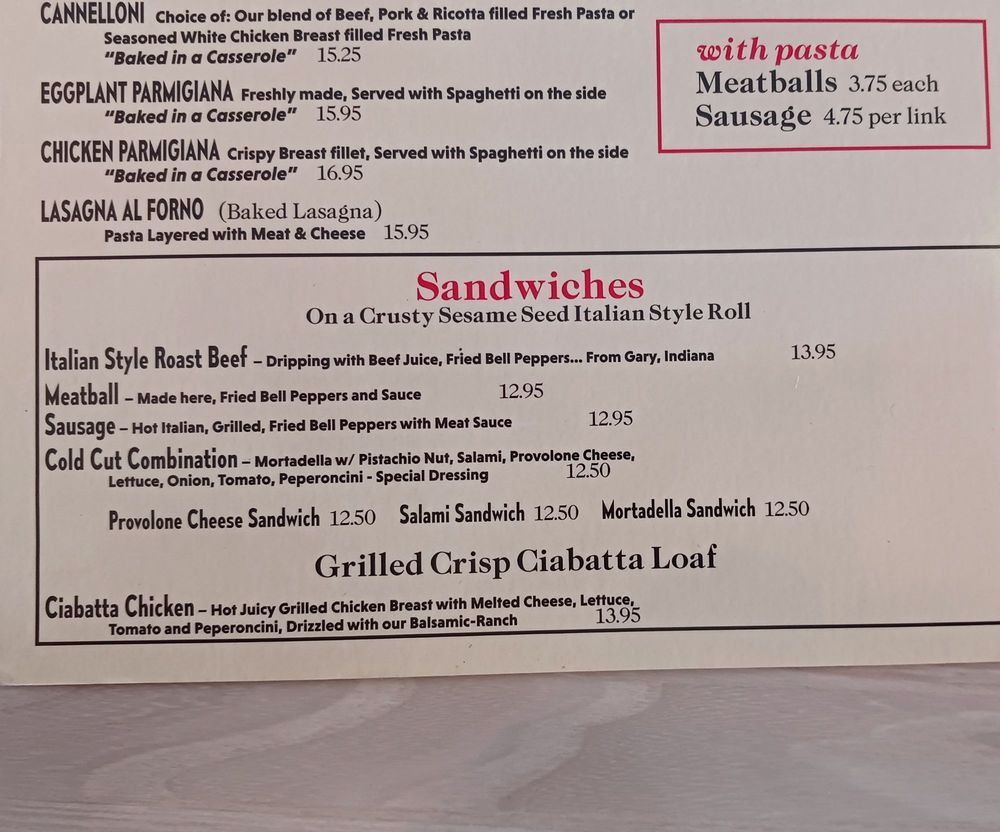 CANNELLONI Choice of: Our blend of Beef, Pork & Ricotta filled Fresh Pasta or
Seasoned White Chicken Breast filled Fresh Pasta
"Baked in a Casserole" 15.25
EGGPLANT PARMIGIANA Freshly made, Served with Spaghetti on the side
"Baked in a Casserole" 15.95
CHICKEN PARMIGIANA Crispy Breast fillet, Served with Spaghetti on the side
"Baked in a Casserole" 16.95
LASAGNA AL FORNO (Baked Lasagna)
Pasta Layered with Meat & Cheese 15.95
with pasta
Meatballs 3.75 each
Sausage 4.75 per link
Sandwiches
On a Crusty Sesame Seed Italian Style Roll
Italian Style Roast Beef – Dripping with Beef Juice, Fried Bell Peppers... From Gary, Indiana 13.95
Meatball – Made here, Fried Bell Peppers and Sauce 12.95
Sausage – Hot Italian, Grilled, Fried Bell Peppers with Meat Sauce 12.95
Cold Cut Combination – Mortadella w/ Pistachio Nut, Salami, Provolone Cheese,
Lettuce, Onion, Tomato, Peperoncini - Special Dressing 12.50
Provolone Cheese Sandwich 12.50 Salami Sandwich 12.50 Mortadella Sandwich 12.50
Grilled Crisp Ciabatta Loaf
Ciabatta Chicken – Hot Juicy Grilled Chicken Breast with Melted Cheese, Lettuce,
Tomato and Peperoncini, Drizzled with our Balsamic-Ranch 13.95